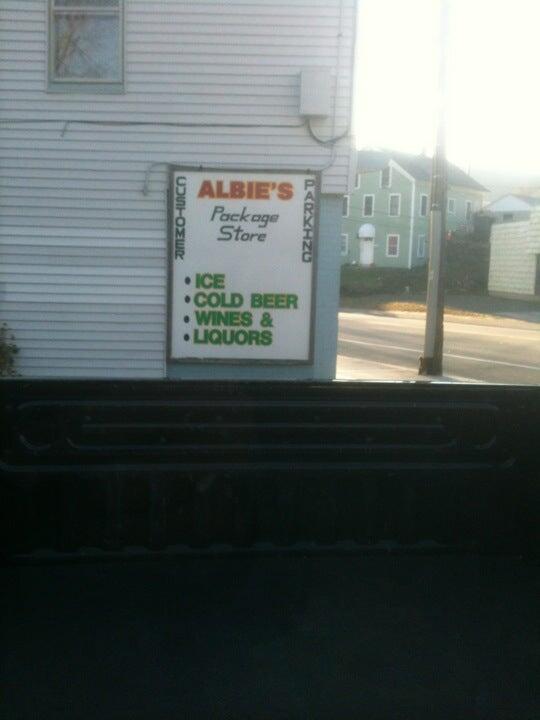 CUSTOMER
ALBIE'S
Package
Store
PARKING
• ICE
• COLD BEER
• WINES &
• LIQUORS